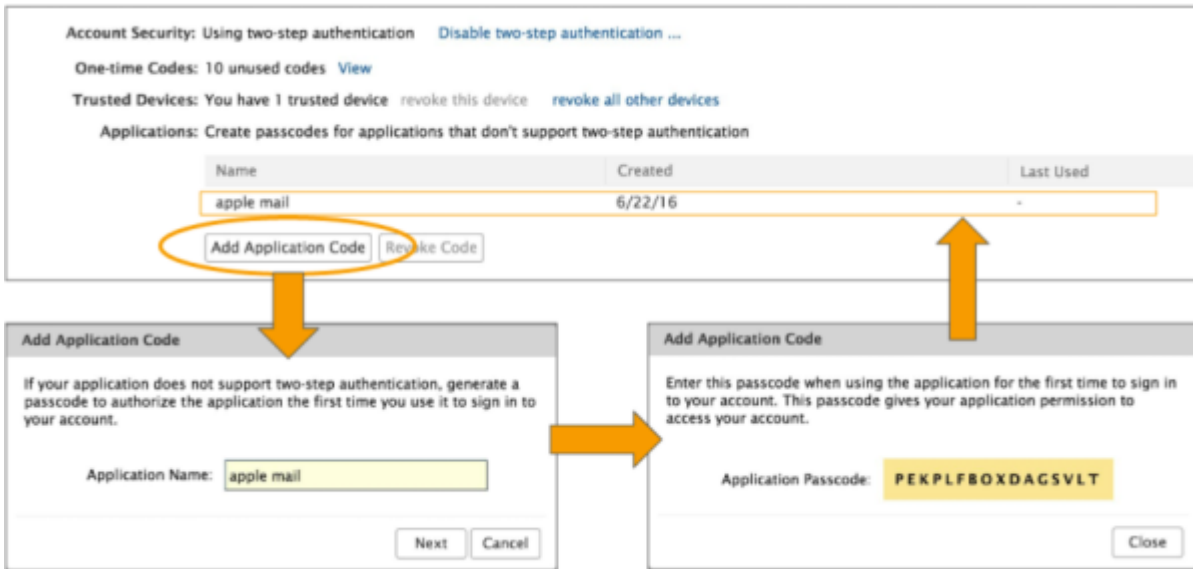 Account Security: Using two-step authentication Disable two-step authentication ...
One-time Codes: 10 unused codes View
Trusted Devices: You have 1 trusted device revoke this device revoke all other devices
Applications: Create passcodes for applications that don't support two-step authentication
Name Created Last Used
apple mail 6/22/16 -
Add Application Code Revoke Code
Add Application Code
If your application does not support two-step authentication, generate a
passcode to authorize the application the first time you use it to sign in to
your account.
Application Name: apple mail
Next Cancel
Add Application Code
Enter this passcode when using the application for the first time to sign in
to your account. This passcode gives your application permission to
access your account.
Application Passcode: PEKPLFBOXDAGSVLT
Close